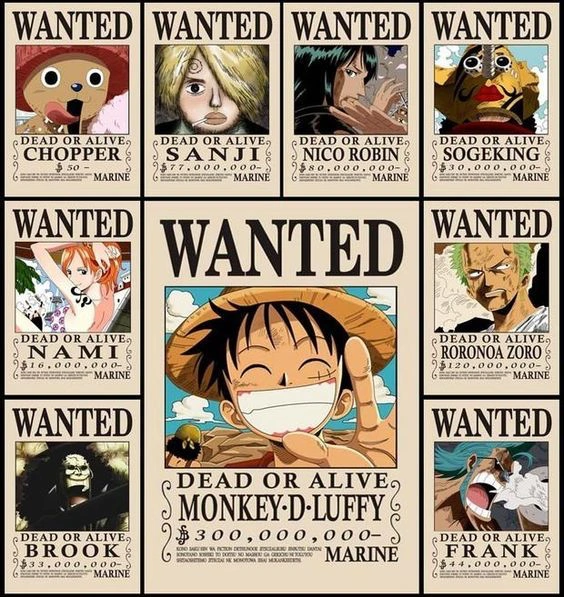 WANTED
DEAD OR ALIVE
CHOPPER
50-
MARINE
WANTED
DEAD OR ALIVE
SANJI
77,000,000-
MARINE
WANTED
DEAD OR ALIVE
NICO ROBIN
80,000,000-
MARINE
WANTED
DEAD OR ALIVE
SOGEKING
30,000,000-
MARINE
WANTED
DEAD OR ALIVE
NAMI
16,000,000-
MARINE
WANTED
DEAD OR ALIVE
MONKEY·D·LUFFY
300,000,000-
MARINE
WANTED
DEAD OR ALIVE
RORONOA ZORO
120,000,000-
MARINE
WANTED
DEAD OR ALIVE
BROOK
33,000,000-
MARINE
WANTED
DEAD OR ALIVE
FRANK
44,000,000-
MARINE